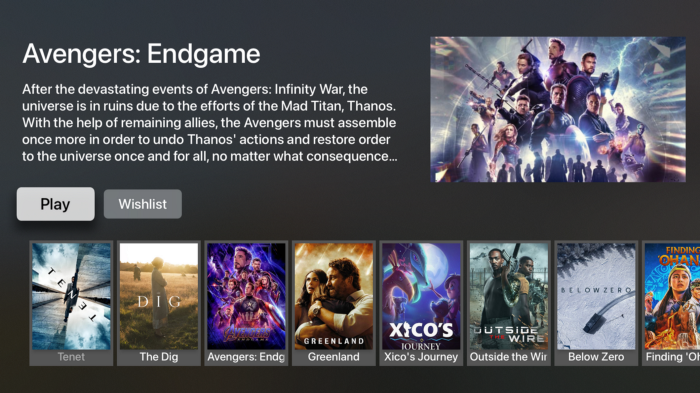 Avengers: Endgame
After the devastating events of Avengers: Infinity War, the
universe is in ruins due to the efforts of the Mad Titan, Thanos.
With the help of remaining allies, the Avengers must assemble
once more in order to undo Thanos' actions and restore order
to the universe once and for all, no matter what consequence...
Play
Wishlist
TENET
DIG
AVENGERS
ENDGAME
GREENLAND
XICO'S
JOURNEY
OUTSIDE
THE WIRE
BELOWZERO
FINDING
'OHAN
Tenet
The Dig
Avengers: Endg
Greenland
Xico's Journey
Outside the Wir
Below Zero
Finding 'Oh